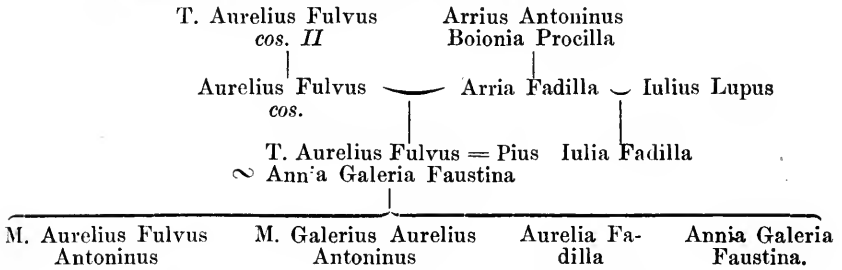 T. Aurelius Fulvus Arrius Antoninus
cos. II Boionia Procilla
Aurelius Fulvus Arria Fadilla Iulius Lupus
cos.
T. Aurelius Fulvus = Pius Iulia Fadilla
∾ Annia Galeria Faustina
M. Aurelius Fulvus M. Galerius Aurelius Aurelia Fa- Annia Galeria
Antoninus Antoninus dilla Faustina.